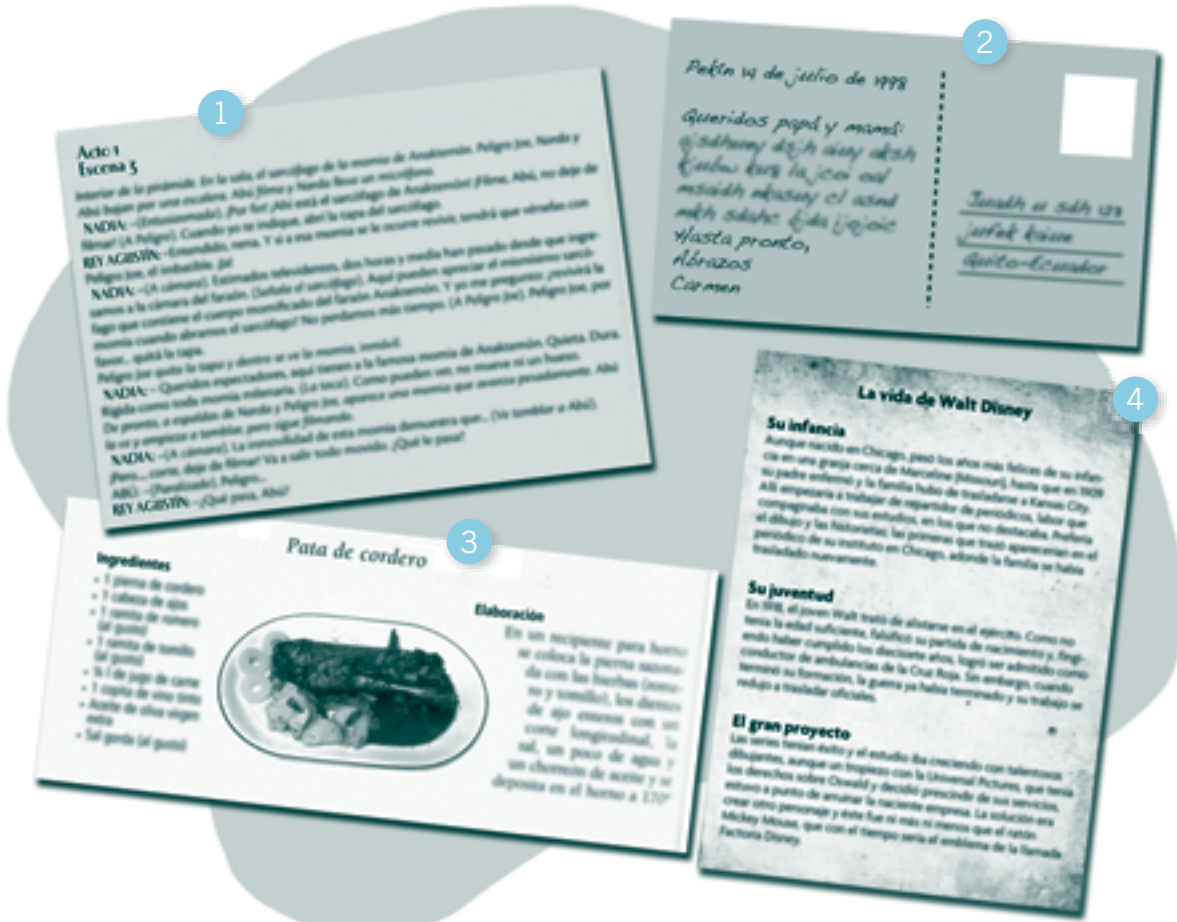 1
Acto 1
Escena 5
Interior de la pirámide. En la sala, el sarcófago de la momia de Anaktemón. Peligro Joe, Nardo y
Abú bajan por una escalera. Abú filma y Nardo lleva un micrófono.
NADIA: –(Entusiasmada). ¡Por fin! ¡Ahí está el sarcófago de Anaktemón! ¡Filme, Abú, no deje de
filmar! (A Peligro). Cuando yo te indique, abrí la tapa del sarcófago.
REY AGUSTÍN: –Entendido, nena. Y si a esa momia se le ocurre revivir, tendrá que vérselas con
Peligro Joe, el imbatible. ¡Ja!
NADIA: –(A cámara). Estimados televidentes, dos horas y media han pasado desde que ingre-
samos a la cámara del faraón. (Señala el sarcófago). Aquí pueden apreciar el mismísimo sarcó-
fago que contiene el cuerpo momificado del faraón Anaktemón. Y yo me pregunto: ¿revivirá la
momia cuando abramos el sarcófago? No perdamos más tiempo. (A Peligro Joe). Peligro Joe, por
favor... quitá la tapa.
Peligro Joe quita la tapa y dentro se ve la momia, inmóvil.
NADIA: – Queridos espectadores, aquí tienen a la famosa momia de Anaktemón. Quieta. Dura.
Rígida como toda momia milenaria. (La toca). Como pueden ver, no mueve ni un hueso.
De pronto, a espaldas de Nardo y Peligro Joe, aparece una momia que avanza pesadamente. Abú
la ve y empieza a temblar, pero sigue filmando.
NADIA: –(A cámara). La inmovilidad de esta momia demuestra que... (Ve temblar a Abú).
¡Pero... corte, deje de filmar! Va a salir todo movido. ¿Qué le pasa?
ABÚ: –(Paralizado). Peligro...
REY AGUSTÍN: –¿Qué pasa, Abú?
2
Pekín 14 de julio de 1998
Queridos papá y mamá:
Hasta pronto,
Abrazos
Carmen
Quito-Ecuador
3
Pata de cordero
Ingredientes
• 1 pierna de cordero
• 1 cabeza de ajos
• 1 ramita de romero
(al gusto)
• 1 ramita de tomillo
(al gusto)
• ½ l de jugo de carne
• 1 copita de vino tinto
• Aceite de oliva virgen
extra
• Sal gorda (al gusto)
Elaboración
En un recipiente para horno
se coloca la pierna sazona-
da con las hierbas (rome-
ro y tomillo), los dientes
de ajo enteros con un
corte longitudinal, la
sal, un poco de agua y
un chorreón de aceite y se
deposita en el horno a 170°
4
La vida de Walt Disney
Su infancia
Aunque nacido en Chicago, pasó los años más felices de su infan-
cia en una granja cerca de Marceline (Missouri), hasta que en 1909
su padre enfermó y la familia hubo de trasladarse a Kansas City.
Allí empezaría a trabajar de repartidor de periódicos, labor que
compaginaba con sus estudios, en los que no destacaba. Prefería
el dibujo y las historietas; las primeras que trazó aparecerían en el
periódico de su instituto en Chicago, adonde la familia se había
trasladado nuevamente.
Su juventud
En 1918, el joven Walt trató de alistarse en el ejército. Como no
tenía la edad suficiente, falsificó su partida de nacimiento y, fingi-
endo haber cumplido los diecisiete años, logró ser admitido como
conductor de ambulancias de la Cruz Roja. Sin embargo, cuando
terminó su formación, la guerra ya había terminado y su trabajo se
redujo a trasladar oficiales.
El gran proyecto
Las series tenían éxito y el estudio iba creciendo con talentosos
dibujantes, aunque un tropiezo con la Universal Pictures, que tenía
los derechos sobre Oswald y decidió prescindir de sus servicios,
estuvo a punto de arruinar la naciente empresa. La solución era
crear otro personaje y éste fue ni más ni menos que el ratón
Mickey Mouse, que con el tiempo sería el emblema de la llamada
Factoría Disney.